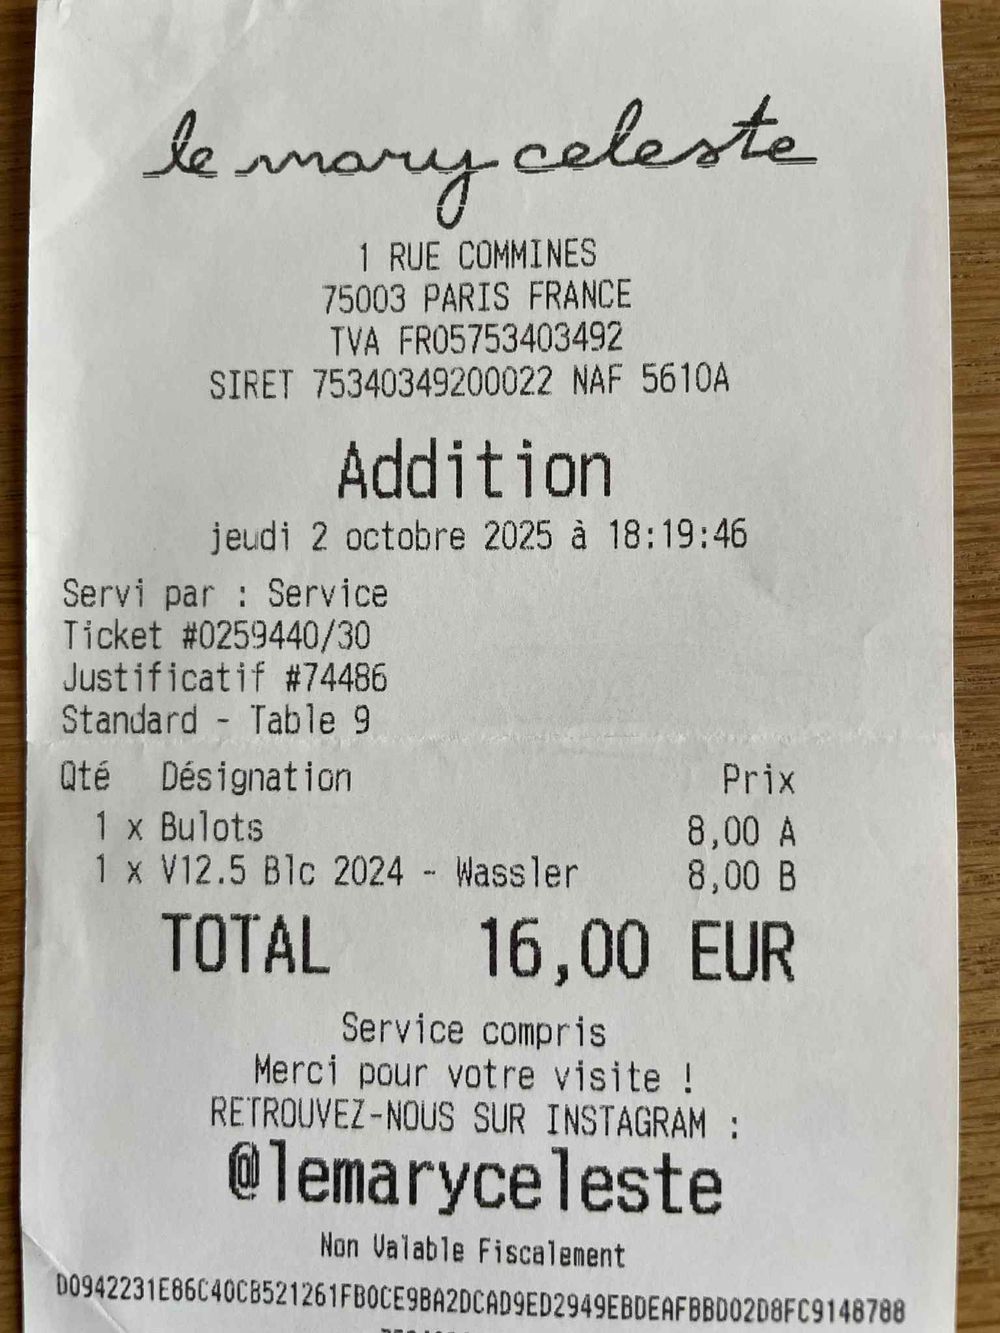 le mary celeste
1 RUE COMMINES
75003 PARIS FRANCE
TVA FR05753403492
SIRET 75340349200022 NAF 5610A
Addition
jeudi 2 octobre 2025 à 18:19:46
Servi par : Service
Ticket #0259440/30
Justificatif #74486
Standard - Table 9
Qté Désignation Prix
1 x Bulots 8,00 A
1 x V12.5 Blc 2024 - Wassler 8,00 B
TOTAL 16,00 EUR
Service compris
Merci pour votre visite !
RETROUVEZ-NOUS SUR INSTAGRAM :
@lemaryceleste
Non Valable Fiscalement
D0942231E86C40CB521261FB0CE9BA2DCAD9ED2949EBDEAFBBD02D8FC9148788